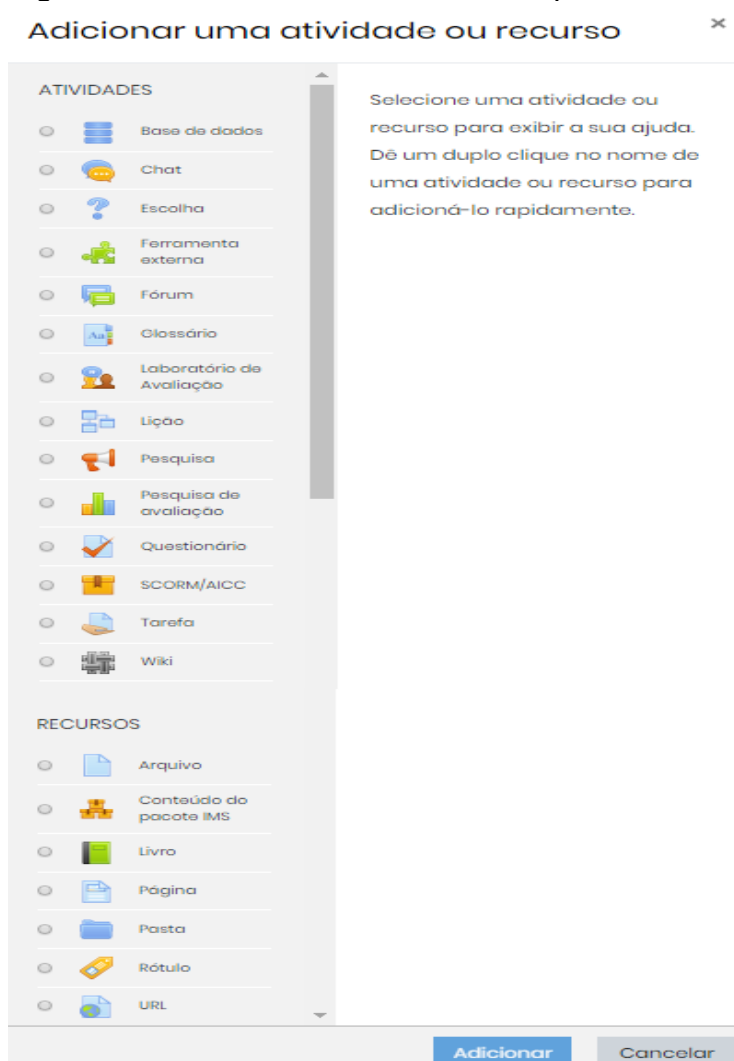 Adicionar uma atividade ou recurso
×
ATIVIDADES
Base de dados
Chat
Escolha
Ferramenta
externa
Fórum
Glossário
Laboratório de
Avaliação
Lição
Pesquisa
Pesquisa de
avaliação
Questionário
SCORM/AICC
Tarefa
Wiki
RECURSOS
Arquivo
Conteúdo do
pacote IMS
Livro
Página
Pasta
Rótulo
URL
Selecione uma atividade ou
recurso para exibir a sua ajuda.
Dê um duplo clique no nome de
uma atividade ou recurso para
adicioná-lo rapidamente.
Adicionar
Cancelar